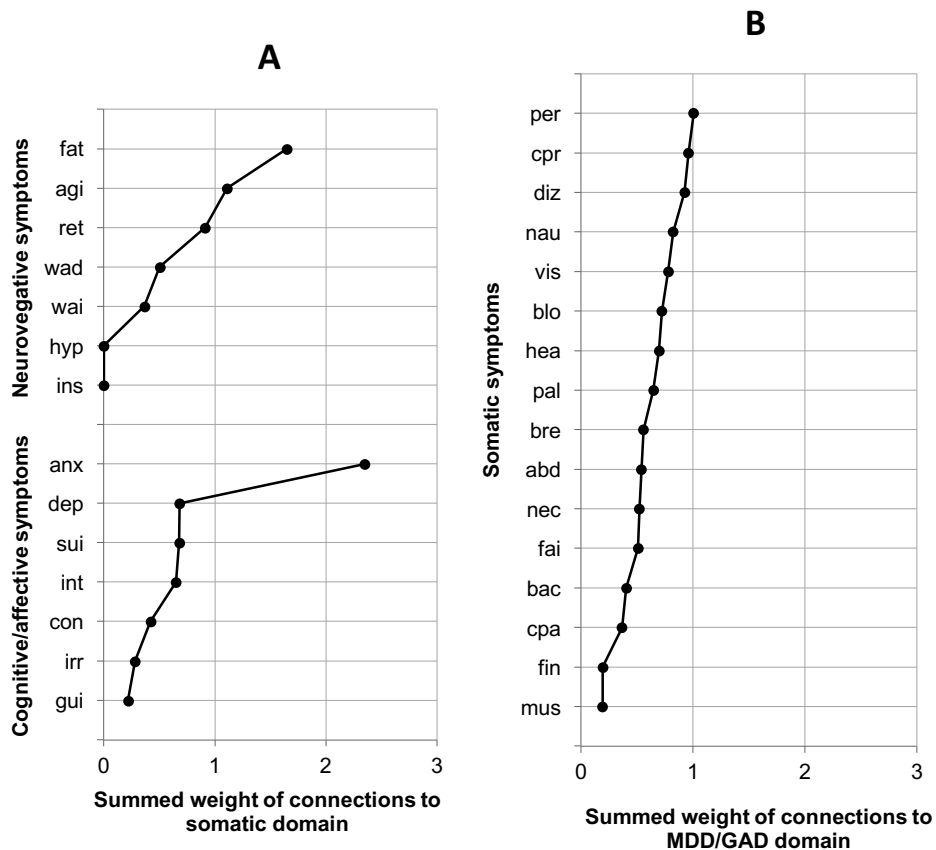 A
Neurovegative symptoms
fat
agi
ret
wad
wai
hyp
ins
Cognitive/affective symptoms
anx
dep
sui
int
con
irr
gui
0 1 2 3
Summed weight of connections to
somatic domain
B
Somatic symptoms
per
cpr
diz
nau
vis
blo
hea
pal
bre
abd
nec
fai
bac
cpa
fin
mus
0 1 2 3
Summed weight of connections to
MDD/GAD domain